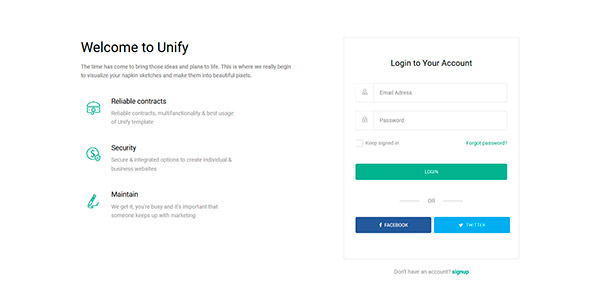 Welcome to Unify
The time has come to bring those ideas and plans to life. This is where we really begin
to visualize your napkin sketches and make them into beautiful pixels.
Reliable contracts
Reliable contracts, multifanctionality & best usage
of Unify template
Security
Secure & integrated options to create individual &
business websites
Maintain
We get it, you're busy and it's important that
someone keeps up with marketing
Login to Your Account
Email Adress
Password
Keep signed in
Forgot password?
LOGIN
OR
FACEBOOK
TWITTER
Don't have an account? signup